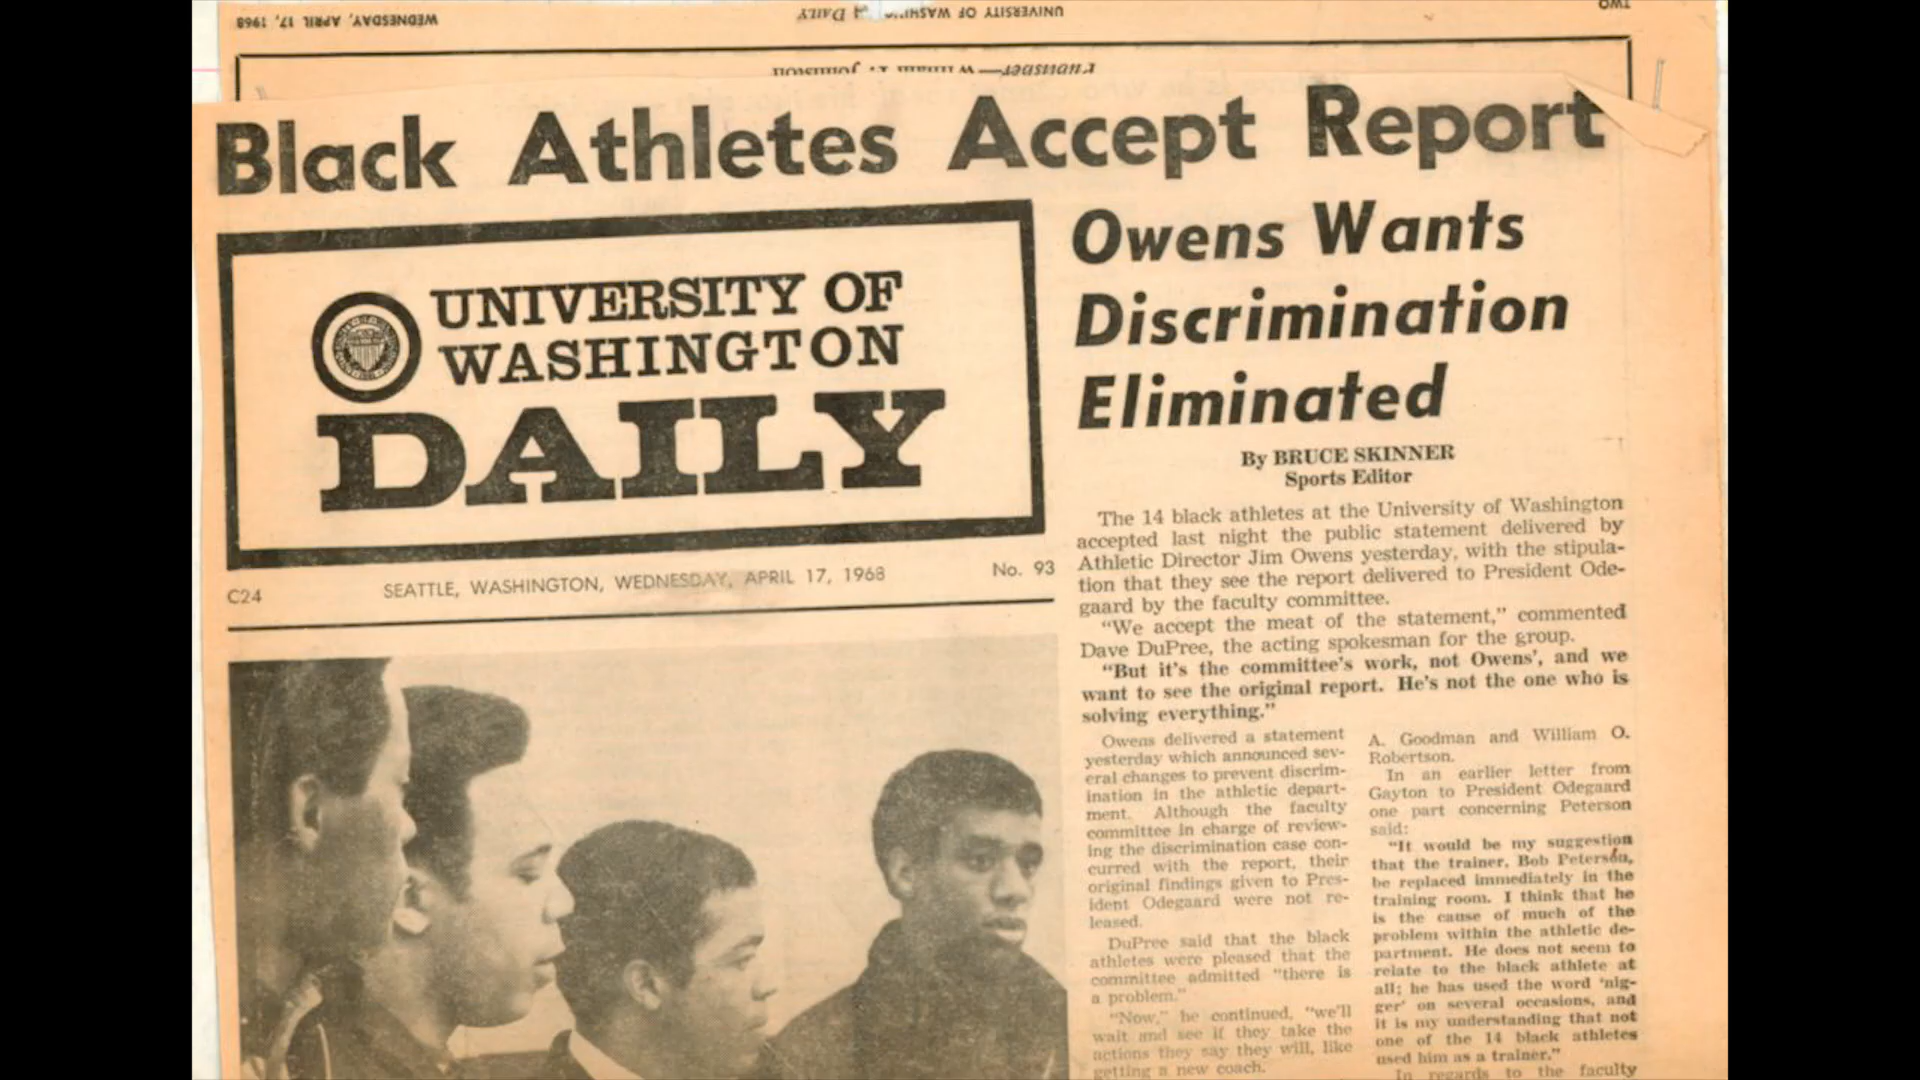 WEDNESDAY, APRIL 17, 1968
UNIVERSITY OF DAILY
TWO
Publisher—William F. Johnston
Black Athletes Accept Report
UNIVERSITY OF
WASHINGTON
DAILY
C24
SEATTLE, WASHINGTON, WEDNESDAY, APRIL 17, 1968
No. 93
Owens Wants
Discrimination
Eliminated
By BRUCE SKINNER
Sports Editor
The 14 black athletes at the University of Washington
accepted last night the public statement delivered by
Athletic Director Jim Owens yesterday, with the stipula-
tion that they see the report delivered to President Ode-
gaard by the faculty committee.
"We accept the meat of the statement," commented
Dave DuPree, the acting spokesman for the group.
"But it's the committee's work, not Owens', and we
want to see the original report. He's not the one who is
solving everything."
Owens delivered a statement
yesterday which announced sev-
eral changes to prevent discrim-
ination in the athletic depart-
ment. Although the faculty
committee in charge of review-
ing the discrimination case con-
curred with the report, their
original findings given to Pres-
ident Odegaard were not re-
leased.
DuPree said that the black
athletes were pleased that the
committee admitted "there is
a problem."
"Now," he continued, "we'll
wait and see if they take the
actions they say they will, like
getting a new coach.
A. Goodman and William O.
Robertson.
In an earlier letter from
Gayton to President Odegaard
one part concerning Peterson
said:
"It would be my suggestion
that the trainer, Bob Peterson,
be replaced immediately in the
training room. I think that he
is the cause of much of the
problem within the athletic de-
partment. He does not seem to
relate to the black athlete at
all; he has used the word 'nig-
ger' on several occasions, and
it is my understanding that not
one of the 14 black athletes
used him as a trainer."
In regards to the faculty